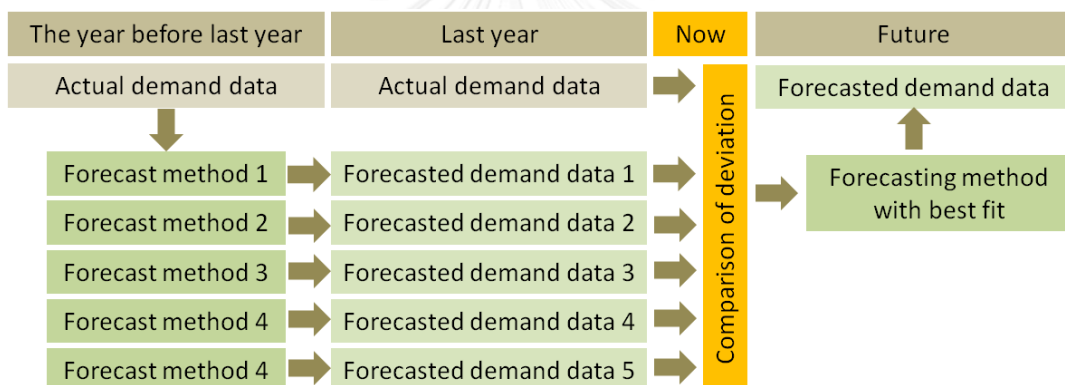 The year before last year
Last year
Now
Future
Actual demand data
Actual demand data
Forecasted demand data
Forecast method 1
Forecasted demand data 1
Forecast method 2
Forecasted demand data 2
Forecast method 3
Forecasted demand data 3
Forecast method 4
Forecasted demand data 4
Forecast method 4
Forecasted demand data 5
Comparison of deviation
Forecasting method
with best fit